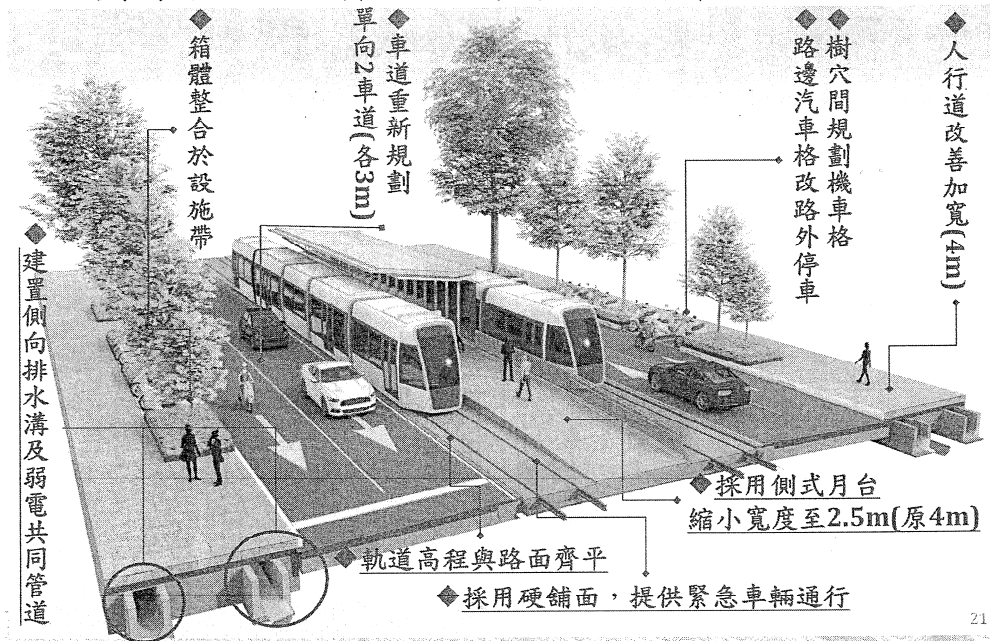 ◆人行道改善加寬(4m)
◆樹穴間規劃機車格
◆路邊汽車格改路外停車
◆車道重新規劃
單向2車道(各3m)
◆箱體整合於設施帶
◆建置側向排水溝及弱電共同管道
◆採用側式月台
縮小寬度至2.5m(原4m)
◆軌道高程與路面齊平
◆採用硬舖面，提供緊急車輛通行
21